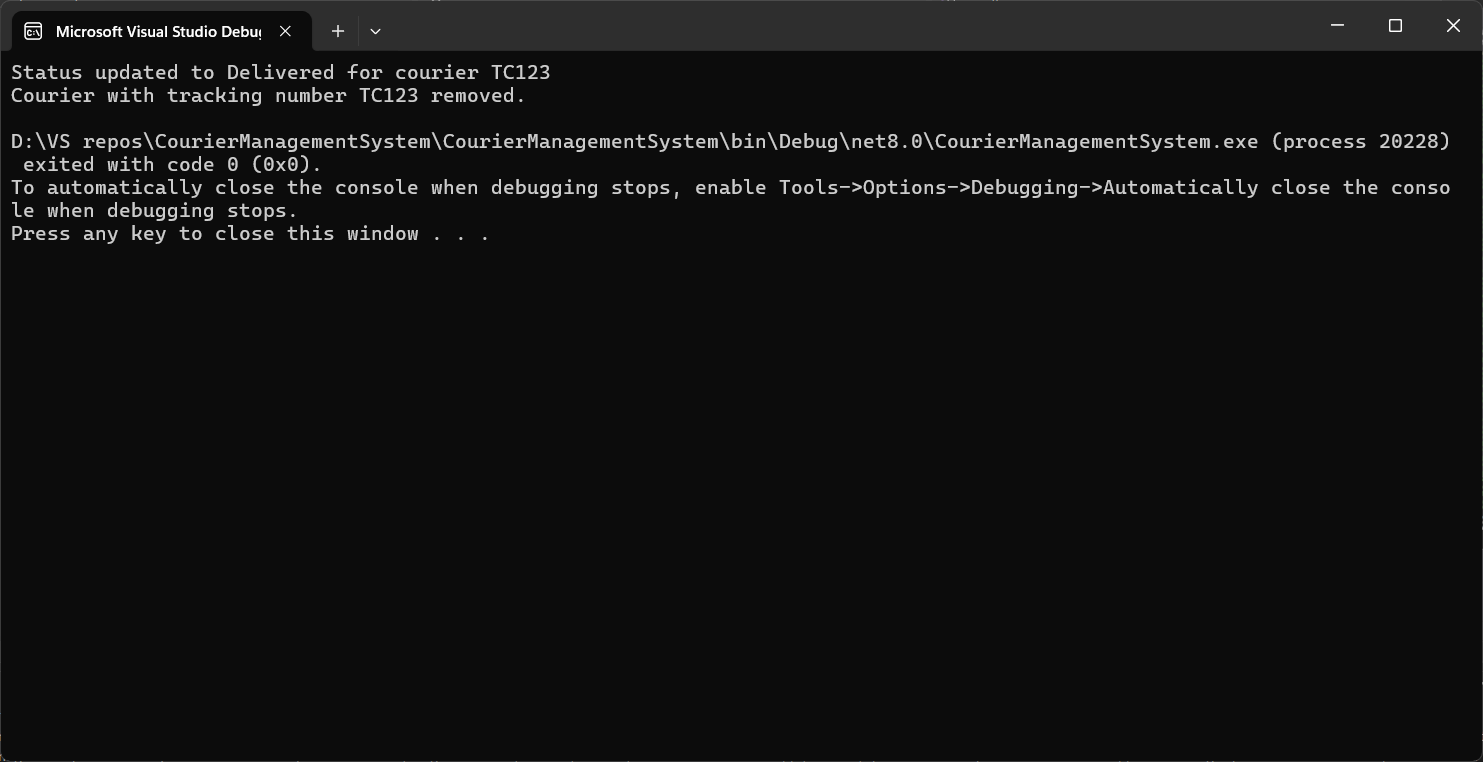 Microsoft Visual Studio Debug
Status updated to Delivered for courier TC123
Courier with tracking number TC123 removed.
D:\VS repos\CourierManagementSystem\CourierManagementSystem\bin\Debug\net8.0\CourierManagementSystem.exe (process 20228)
 exited with code 0 (0x0).
To automatically close the console when debugging stops, enable Tools->Options->Debugging->Automatically close the conso
le when debugging stops.
Press any key to close this window . . .